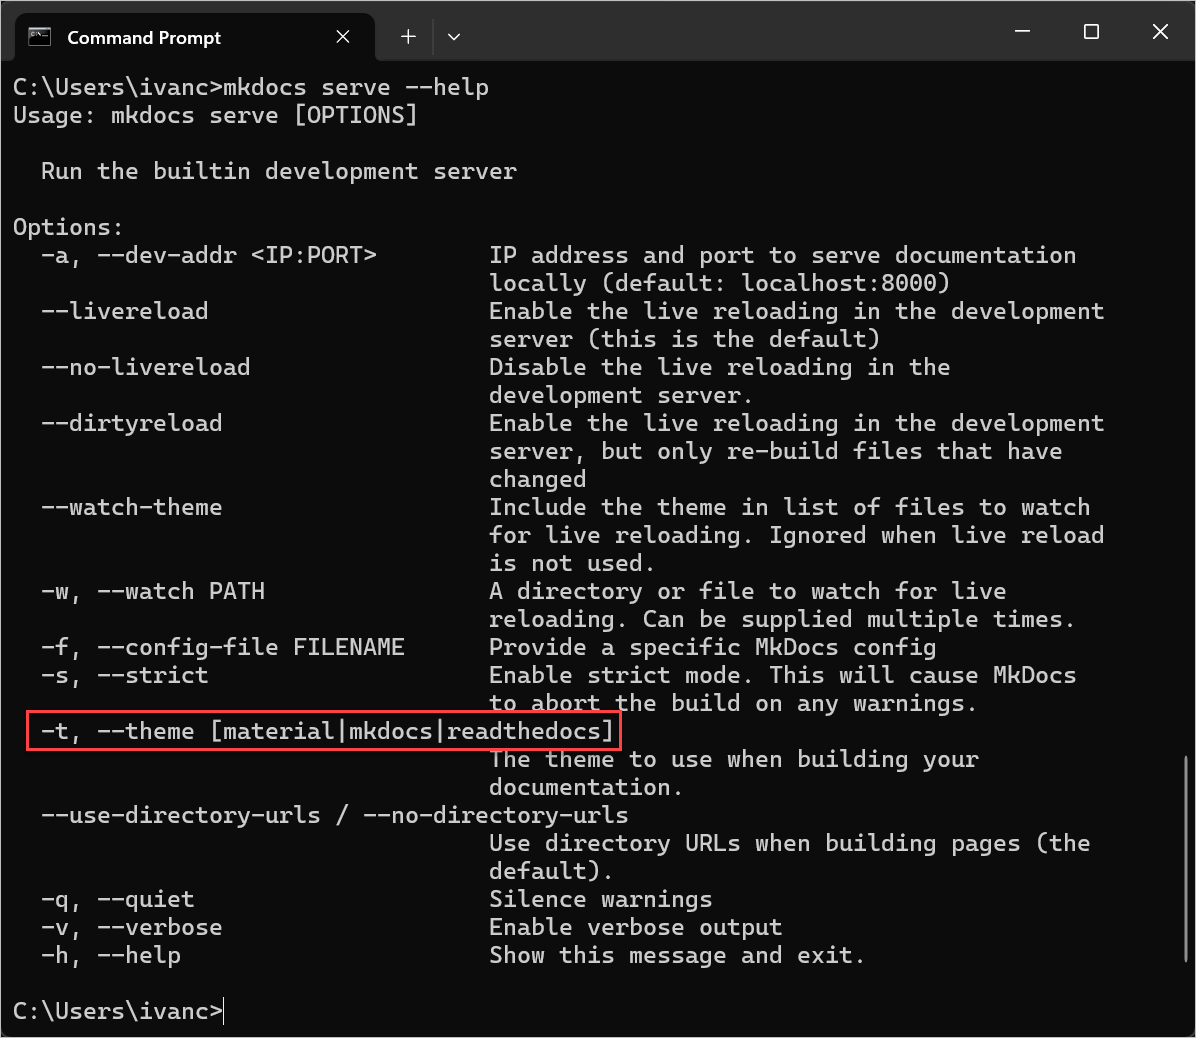 Command Prompt
C:\Users\ivanc>mkdocs serve --help
Usage: mkdocs serve [OPTIONS]
Run the builtin development server
Options:
-a, --dev-addr <IP:PORT> IP address and port to serve documentation
locally (default: localhost:8000)
--livereload Enable the live reloading in the development
server (this is the default)
--no-livereload Disable the live reloading in the
development server.
--dirtyreload Enable the live reloading in the development
server, but only re-build files that have
changed
--watch-theme Include the theme in list of files to watch
for live reloading. Ignored when live reload
is not used.
-w, --watch PATH A directory or file to watch for live
reloading. Can be supplied multiple times.
-f, --config-file FILENAME Provide a specific MkDocs config
-s, --strict Enable strict mode. This will cause MkDocs
to abort the build on any warnings.
-t, --theme [material|mkdocs|readthedocs]
The theme to use when building your
documentation.
--use-directory-urls / --no-directory-urls
Use directory URLs when building pages (the
default).
-q, --quiet Silence warnings
-v, --verbose Enable verbose output
-h, --help Show this message and exit.
C:\Users\ivanc>